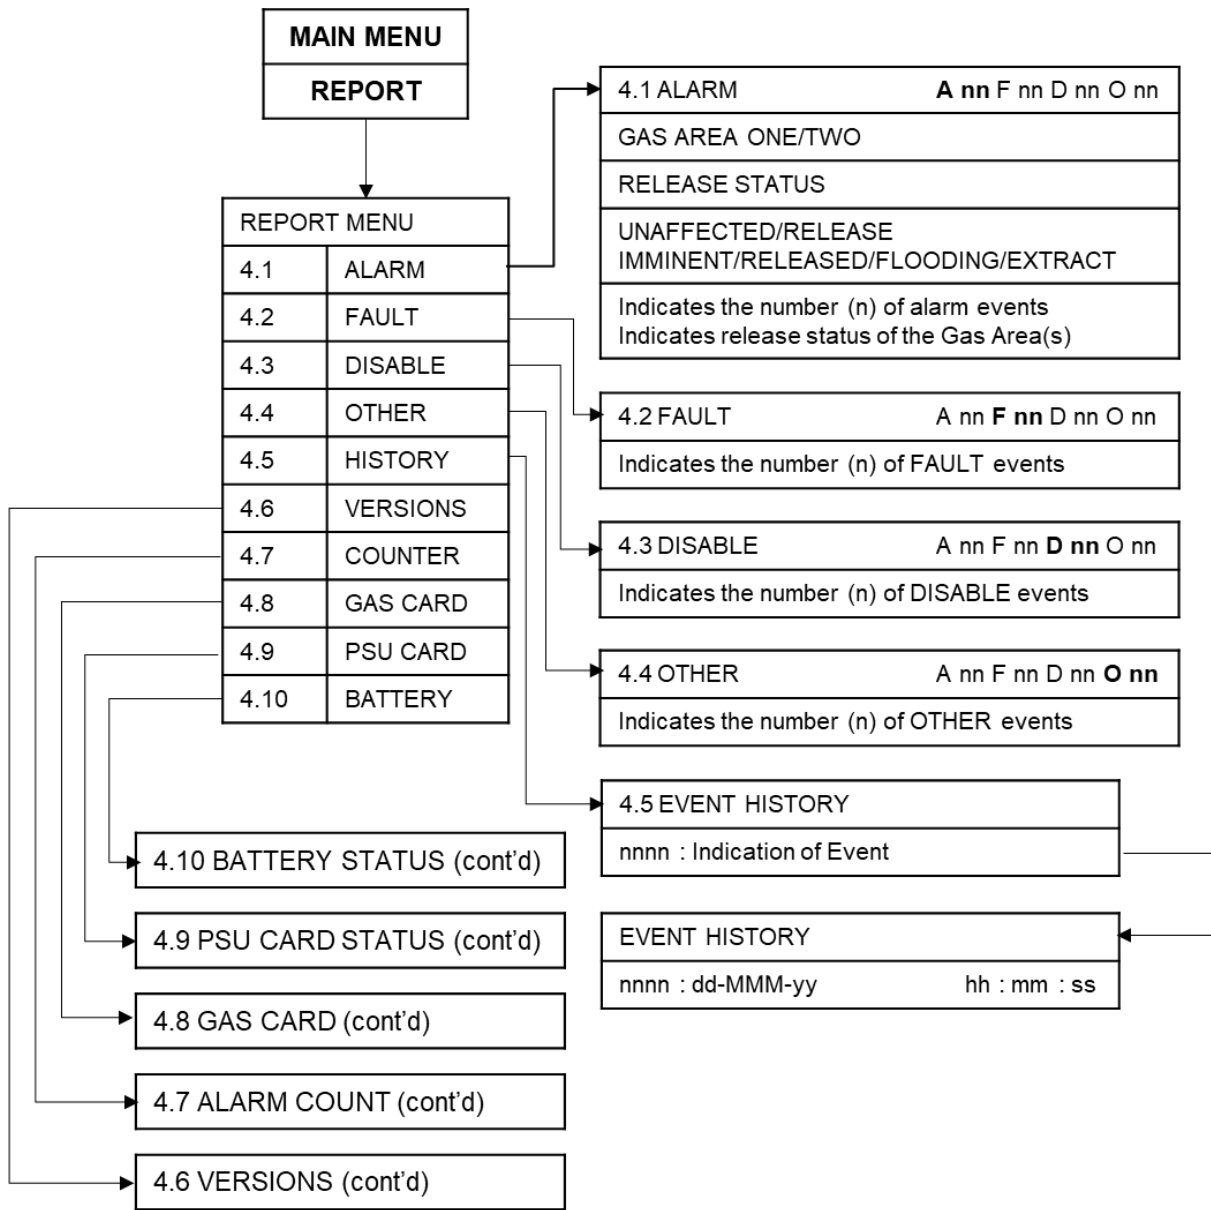 MAIN MENU
REPORT
REPORT MENU
4.1 ALARM
4.2 FAULT
4.3 DISABLE
4.4 OTHER
4.5 HISTORY
4.6 VERSIONS
4.7 COUNTER
4.8 GAS CARD
4.9 PSU CARD
4.10 BATTERY
4.1 ALARM A nn F nn D nn O nn
GAS AREA ONE/TWO
RELEASE STATUS
UNAFFECTED/RELEASE
IMMINENT/RELEASED/FLOODING/EXTRACT
Indicates the number (n) of alarm events
Indicates release status of the Gas Area(s)
4.2 FAULT A nn F nn D nn O nn
Indicates the number (n) of FAULT events
4.3 DISABLE A nn F nn D nn O nn
Indicates the number (n) of DISABLE events
4.4 OTHER A nn F nn D nn O nn
Indicates the number (n) of OTHER events
4.5 EVENT HISTORY
nnnn : Indication of Event
EVENT HISTORY
nnnn : dd-MMM-yy hh : mm : ss
4.10 BATTERY STATUS (cont’d)
4.9 PSU CARD STATUS (cont’d)
4.8 GAS CARD (cont’d)
4.7 ALARM COUNT (cont’d)
4.6 VERSIONS (cont’d)